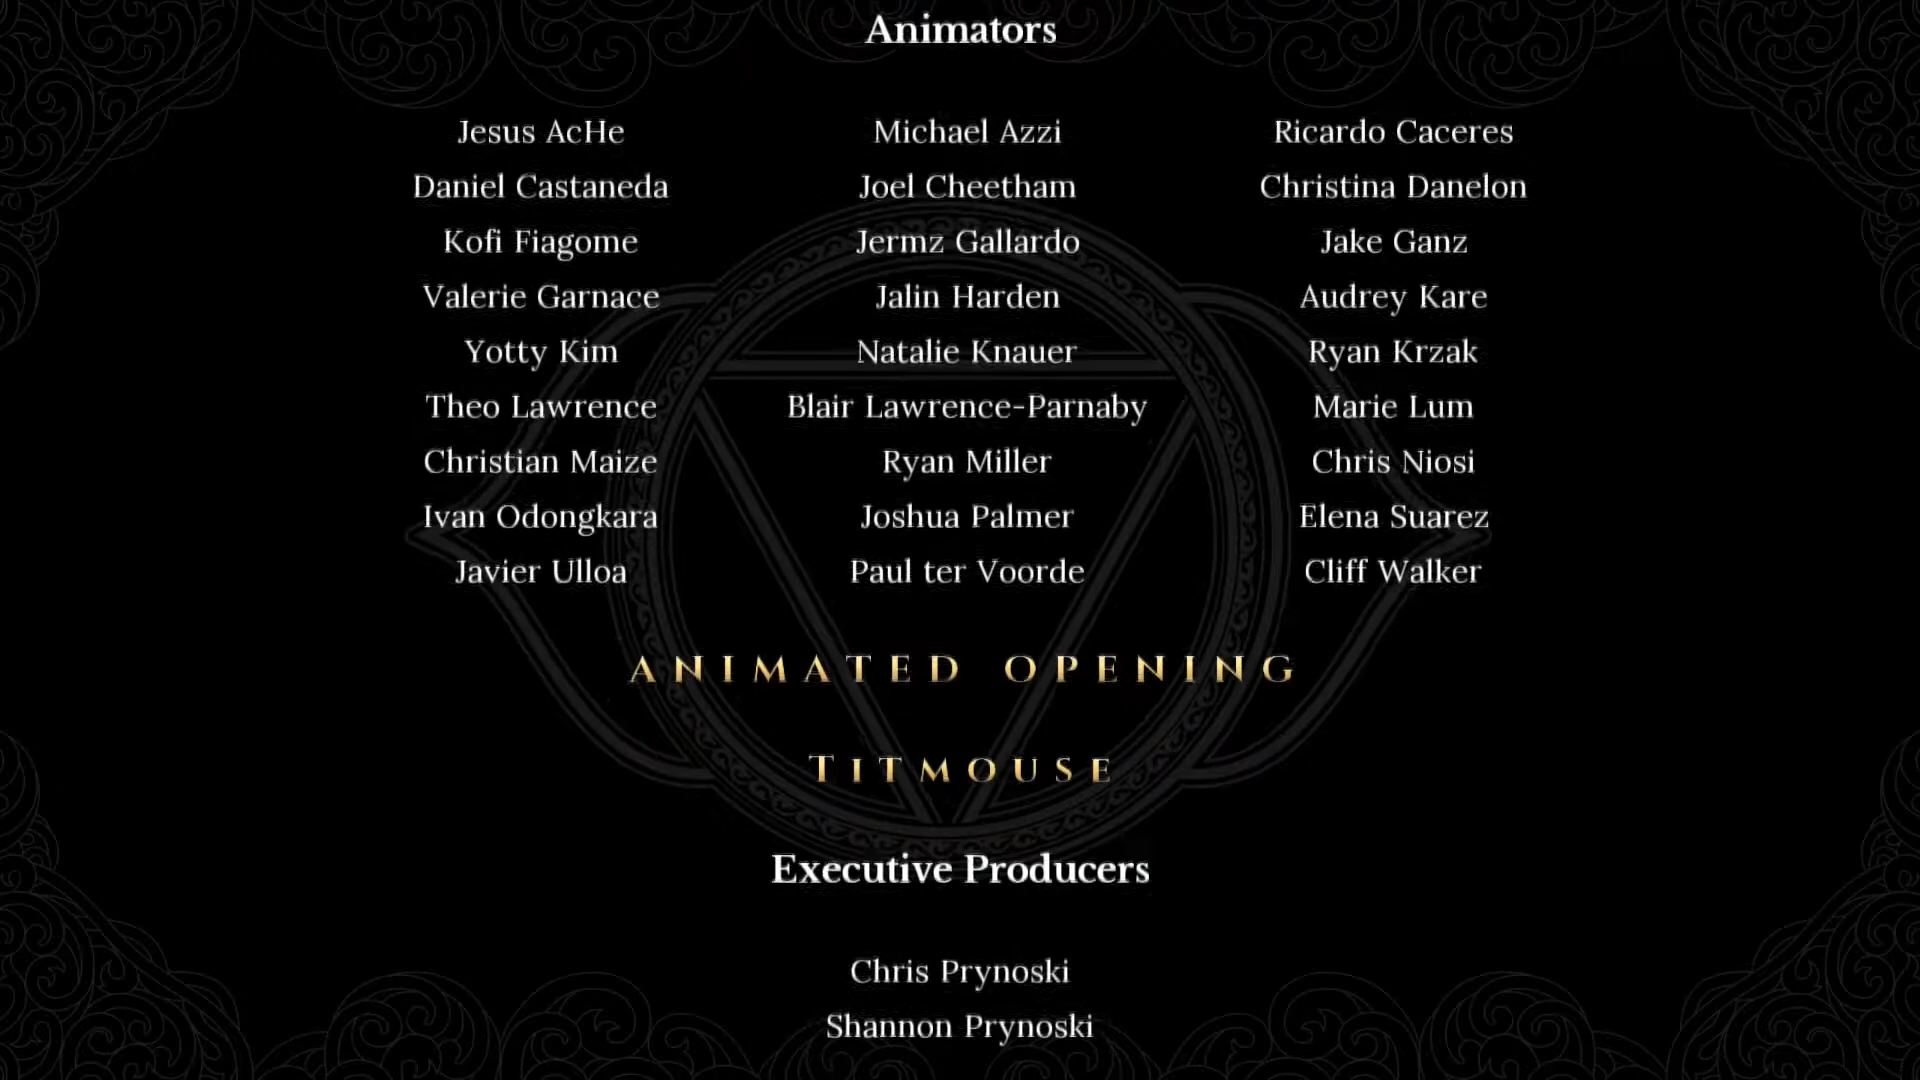 Animators
Jesus AcHe Michael Azzi Ricardo Caceres
Daniel Castaneda Joel Cheetham Christina Danelon
Kofi Fiagome Jermz Gallardo Jake Ganz
Valerie Garnace Jalin Harden Audrey Kare
Yotty Kim Natalie Knauer Ryan Krzak
Theo Lawrence Blair Lawrence-Parnaby Marie Lum
Christian Maize Ryan Miller Chris Niosi
Ivan Odongkara Joshua Palmer Elena Suarez
Javier Ulloa Paul ter Voorde Cliff Walker
ANIMATED OPENING
TITMOUSE
Executive Producers
Chris Prynoski
Shannon Prynoski